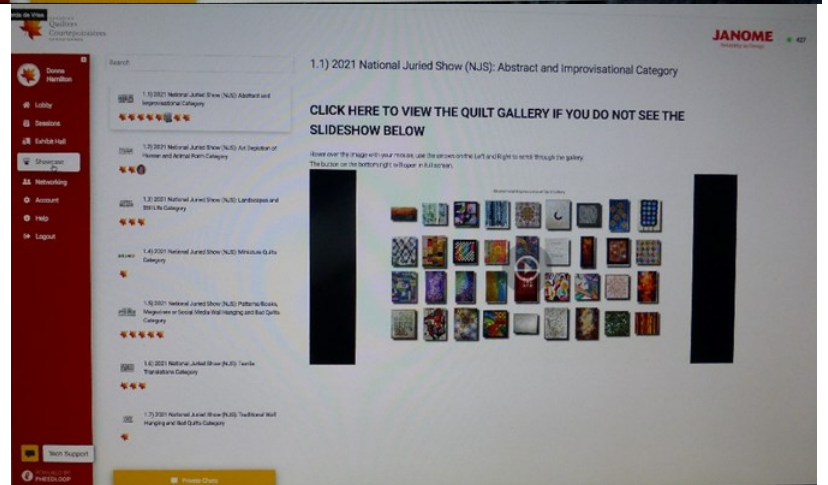 Quilters
Courtepointières
JANOME
427
Donna
Hamilton
Lobby
Sessions
Exhibit Hall
Showcase
Networking
Account
Help
Logout
Tech Support
POWERED BY
PHEEDLOOP
Search
1.1) 2021 National Juried Show (NJS): Abstract and
Improvisational Category
1.2) 2021 National Juried Show (NJS): Art Depiction of
Human and Animal Form Category
1.3) 2021 National Juried Show (NJS): Landscapes and
Still Life Category
1.4) 2021 National Juried Show (NJS): Miniature Quilts
Category
1.5) 2021 National Juried Show (NJS): Patterns Books,
Magazines or Social Media Wall Hanging and Bed Quilts
Category
1.6) 2021 National Juried Show (NJS): Textile
Translations Category
1.7) 2021 National Juried Show (NJS): Traditional Wall
Hanging and Bed Quilts Category
Private Chats
1.1) 2021 National Juried Show (NJS): Abstract and Improvisational Category
CLICK HERE TO VIEW THE QUILT GALLERY IF YOU DO NOT SEE THE
SLIDESHOW BELOW
Hover over the image with your mouse, use the arrows on the Left and Right to scroll through the gallery.
The button on the bottom right will open in full screen.